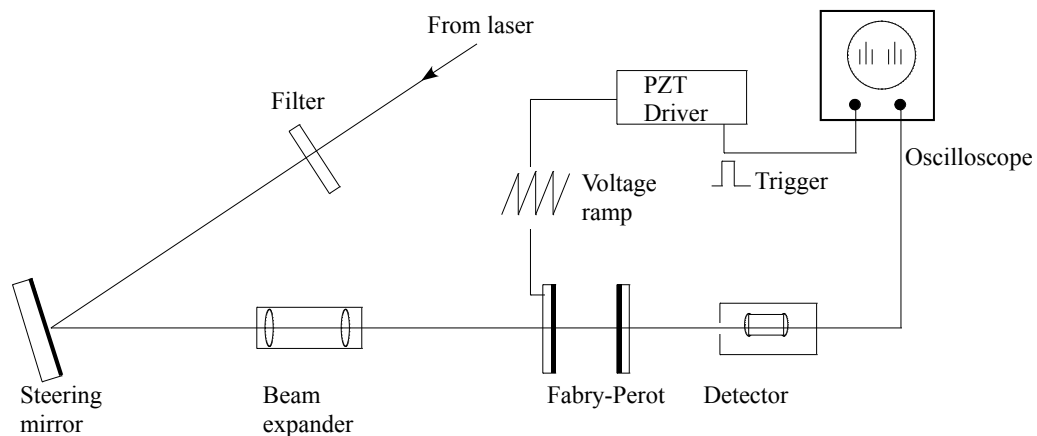 From laser
Filter
PZT
Driver
Oscilloscope
Voltage
ramp
Trigger
Steering
mirror
Beam
expander
Fabry-Perot
Detector